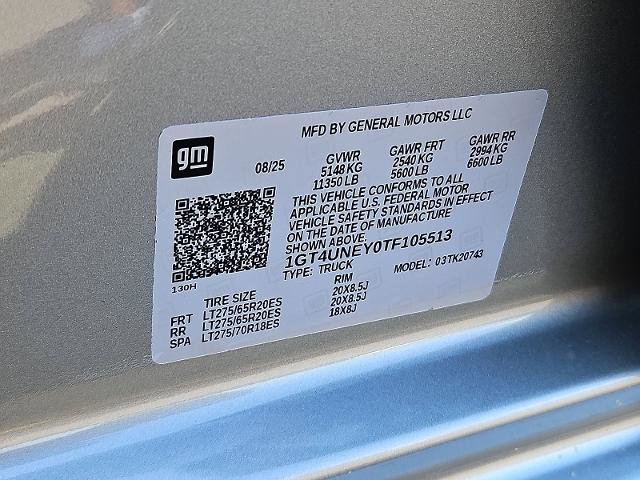 MFD BY GENERAL MOTORS LLC
gm
08/25
GVWR GAWR FRT GAWR RR
5148 KG 2540 KG 2994 KG
11350 LB 5600 LB 6600 LB
THIS VEHICLE CONFORMS TO ALL
APPLICABLE U.S. FEDERAL MOTOR
VEHICLE SAFETY STANDARDS IN EFFECT
ON THE DATE OF MANUFACTURE
SHOWN ABOVE.
1GT4UNEY0TF105513
TYPE: TRUCK MODEL: 03TK20743
130H
TIRE SIZE RIM
FRT LT275/65R20ES 20X8.5J
RR LT275/65R20ES 20X8.5J
SPA LT275/70R18ES 18X8J